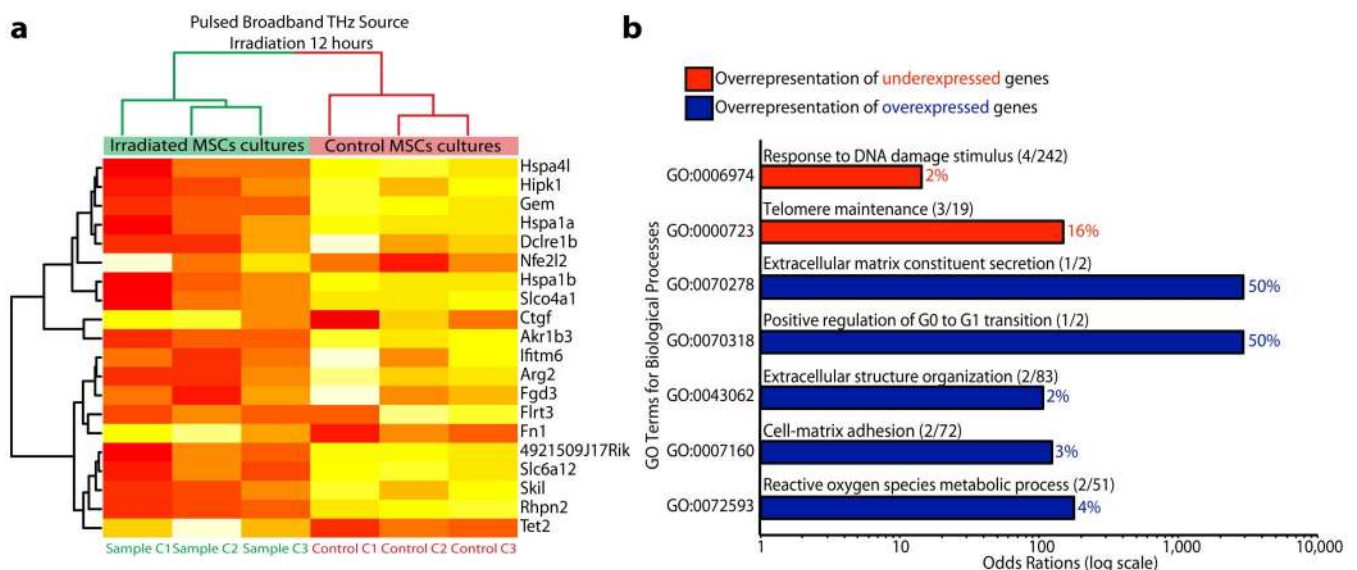 a
Pulsed Broadband THz Source
Irradiation 12 hours
Irradiated MSCs cultures
Control MSCs cultures
Hspa4l
Hipk1
Gem
Hspa1a
Dclre1b
Nfe2l2
Hspa1b
Slco4a1
Ctgf
Akr1b3
Ifitm6
Arg2
Fgd3
Flrt3
Fn1
4921509J17Rik
Slc6a12
Skil
Rhpn2
Tet2
Sample C1 Sample C2 Sample C3 Control C1 Control C2 Control C3
b
Overrepresentation of underexpressed genes
Overrepresentation of overexpressed genes
GO Terms for Biological Processes
Response to DNA damage stimulus (4/242)
GO:0006974
2%
Telomere maintenance (3/19)
GO:0000723
16%
Extracellular matrix constituent secretion (1/2)
GO:0070278
50%
Positive regulation of G0 to G1 transition (1/2)
GO:0070318
50%
Extracellular structure organization (2/83)
GO:0043062
2%
Cell-matrix adhesion (2/72)
GO:0007160
3%
Reactive oxygen species metabolic process (2/51)
GO:0072593
4%
1 10 100 1,000 10,000
Odds Rations (log scale)